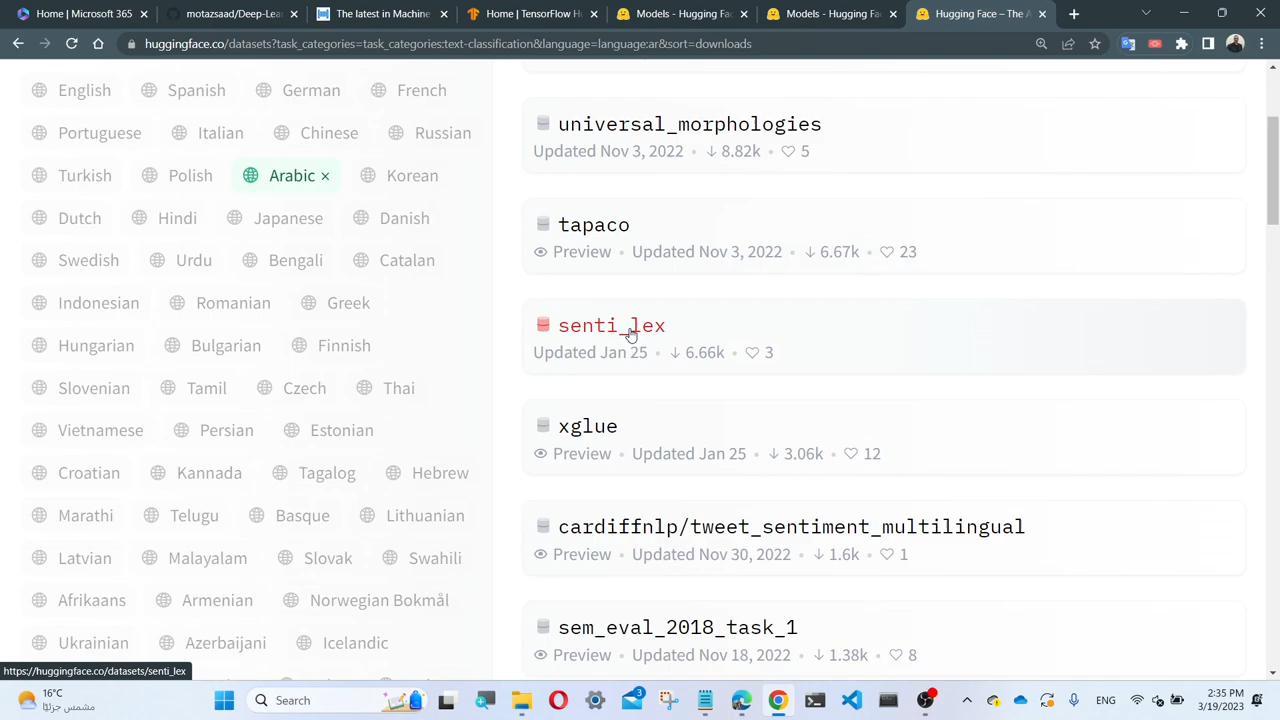 Home | Microsoft 365
motazsaad/Deep-Lear
The latest in Machine
Home | TensorFlow H
Models - Hugging Fa
Models - Hugging Fa
Hugging Face – The A
huggingface.co/datasets?task_categories=task_categories:text-classification&language=language:ar&sort=downloads
English
Spanish
German
French
Portuguese
Italian
Chinese
Russian
Turkish
Polish
Arabic ×
Korean
Dutch
Hindi
Japanese
Danish
Swedish
Urdu
Bengali
Catalan
Indonesian
Romanian
Greek
Hungarian
Bulgarian
Finnish
Slovenian
Tamil
Czech
Thai
Vietnamese
Persian
Estonian
Croatian
Kannada
Tagalog
Hebrew
Marathi
Telugu
Basque
Lithuanian
Latvian
Malayalam
Slovak
Swahili
Afrikaans
Armenian
Norwegian Bokmål
Ukrainian
Azerbaijani
Icelandic
universal_morphologies
Updated Nov 3, 2022 • ↓ 8.82k • ♡ 5
tapaco
Preview • Updated Nov 3, 2022 • ↓ 6.67k • ♡ 23
senti_lex
Updated Jan 25 • ↓ 6.66k • ♡ 3
xglue
Preview • Updated Jan 25 • ↓ 3.06k • ♡ 12
cardiffnlp/tweet_sentiment_multilingual
Preview • Updated Nov 30, 2022 • ↓ 1.6k • ♡ 1
sem_eval_2018_task_1
Preview • Updated Nov 18, 2022 • ↓ 1.38k • ♡ 8
https://huggingface.co/datasets/senti_lex
16°C
مشمس جزئيًا
Search
3
ENG
2:35 PM
3/19/2023